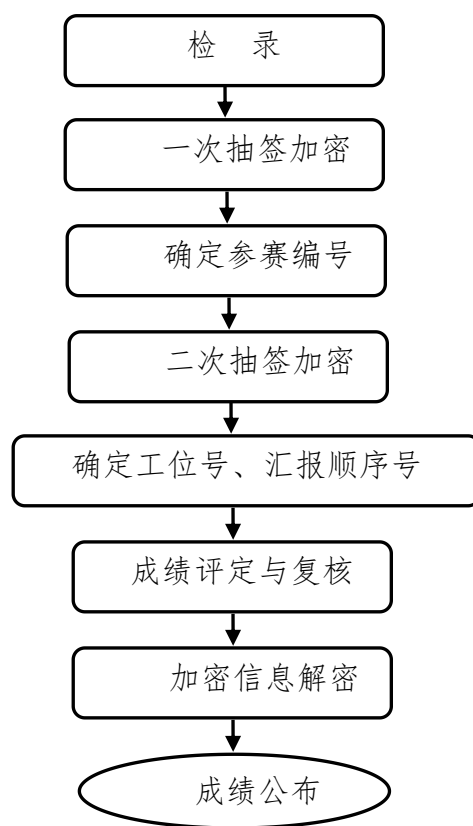 检 录
一次抽签加密
确定参赛编号
二次抽签加密
确定工位号、汇报顺序号
成绩评定与复核
加密信息解密
成绩公布